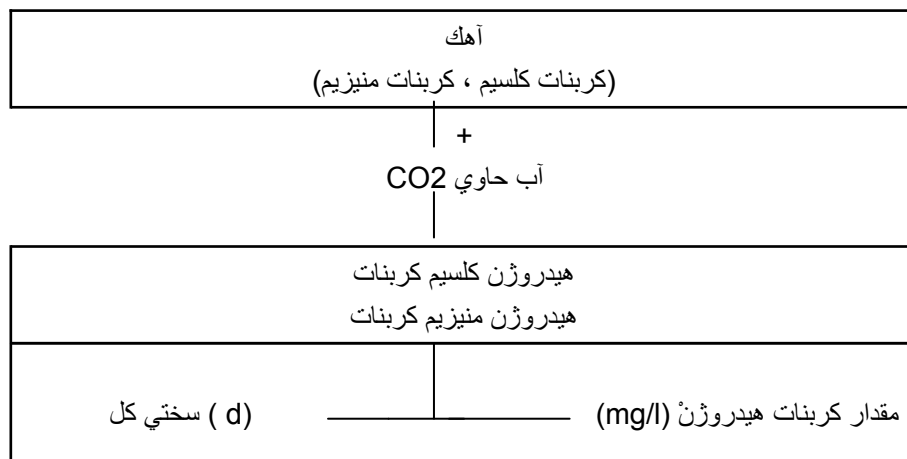 آهك
(كربنات كلسيم ، كربنات منيزيم)
+
آب حاوي CO2
هيدروژن كلسيم كربنات
هيدروژن منيزيم كربنات
مقدار كربنات هيدروژنْ (mg/l)
سختي كل ( d)